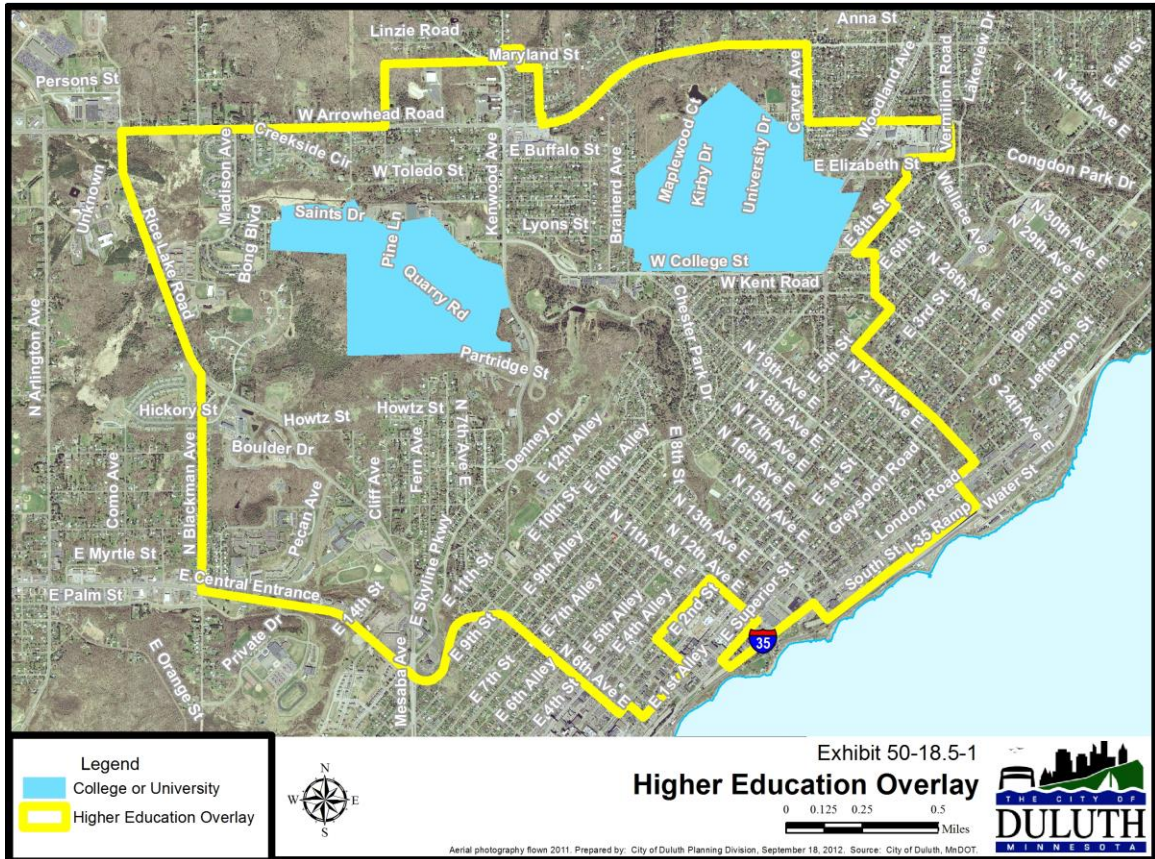 Anna St
Linzie Road
Maryland St
Persons St
Woodland Ave
Vermillion Road
Lakeview Dr
E 4th St
N 34th Ave E
Carver Ave
W Arrowhead Road
Creekside Cir
E Buffalo St
Madison Ave
W Toledo St
Kenwood Ave
Brainerd Ave
Maplewood Ct
Kirby Dr
University Dr
E Elizabeth St
Congdon Park Dr
Wallace Ave
Unknown
Rice Lake Road
Bong Blvd
Saints Dr
Pine Ln
Lyons St
E 8th St
E 6th St
N 30th Ave E
N 29th Ave E
N 26th Ave E
Branch St
Quarry Rd
W College St
W Kent Road
E 3rd St
Jefferson St
N Arlington Ave
Partridge St
Chester Park Dr
N 19th Ave E
E 5th St
N 21st Ave E
S 24th Ave E
Hickory St
Howtz St
Howtz St
N 7th Ave E
Denney Dr
E 12th Alley
E 10th Alley
E 8th St
N 18th Ave E
N 17th Ave E
N 16th Ave E
N 15th Ave E
E 1st St
Greysolon Road
London Road
Water St
I-35 Ramp
South St
Boulder Dr
Como Ave
N Blackman Ave
Pecan Ave
Cliff Ave
Fern Ave
E Skyline Pkwy
E 10th St
E 11th St
E 9th Alley
N 13th Ave E
N 12th Ave E
N 11th Ave E
E Myrtle St
E Palm St
E Central Entrance
E 14th St
Mesaba Ave
E 9th St
E 7th Alley
E 5th Alley
E 4th Alley
E 2nd St
E Superior St
35
E Orange St
Private Dr
E 7th St
E 6th Alley
E 4th St
N 6th Ave E
E 1st Alley
Legend
College or University
Higher Education Overlay
N
W E
S
Exhibit 50-18.5-1
Higher Education Overlay
0 0.125 0.25 0.5
Miles
Aerial photography flown 2011. Prepared by: City of Duluth Planning Division, September 18, 2012. Source: City of Duluth, MnDOT.
THE CITY OF
DULUTH
MINNESOTA